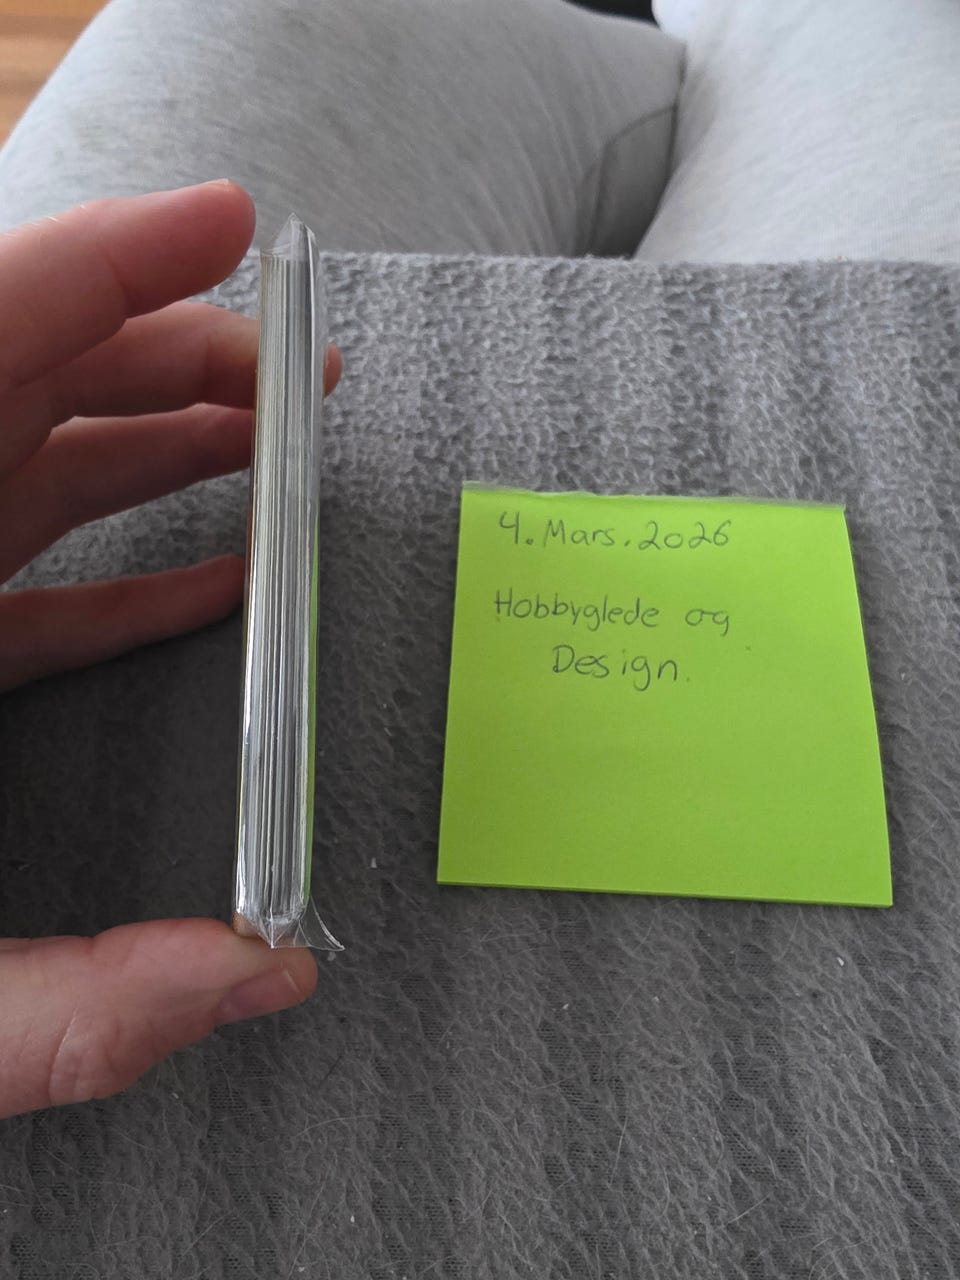 4. Mars. 2026
Hobbyglede og
Design.